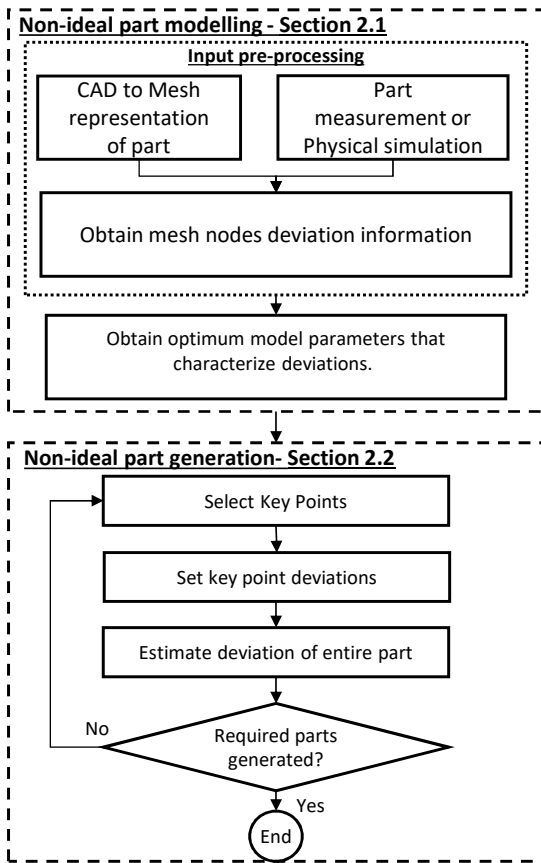 Non-ideal part modelling - Section 2.1
Input pre-processing
CAD to Mesh
representation
of part
Part
measurement or
Physical simulation
Obtain mesh nodes deviation information
Obtain optimum model parameters that
characterize deviations.
Non-ideal part generation- Section 2.2
Select Key Points
Set key point deviations
Estimate deviation of entire part
No
Required parts
generated?
Yes
End